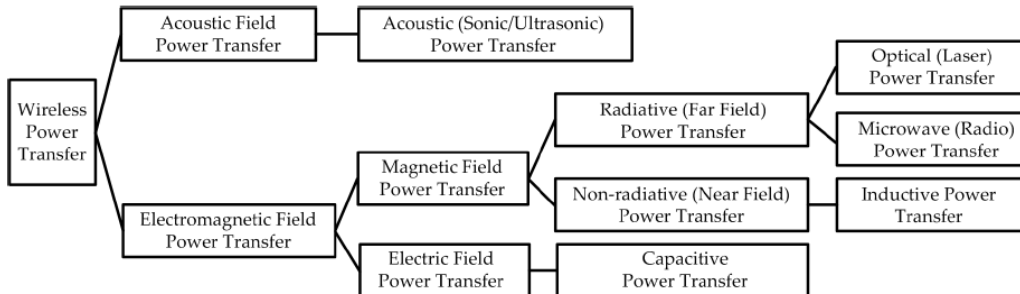 Wireless
Power
Transfer
Acoustic Field
Power Transfer
Acoustic (Sonic/Ultrasonic)
Power Transfer
Electromagnetic Field
Power Transfer
Magnetic Field
Power Transfer
Radiative (Far Field)
Power Transfer
Optical (Laser)
Power Transfer
Microwave (Radio)
Power Transfer
Non-radiative (Near Field)
Power Transfer
Inductive Power
Transfer
Electric Field
Power Transfer
Capacitive
Power Transfer